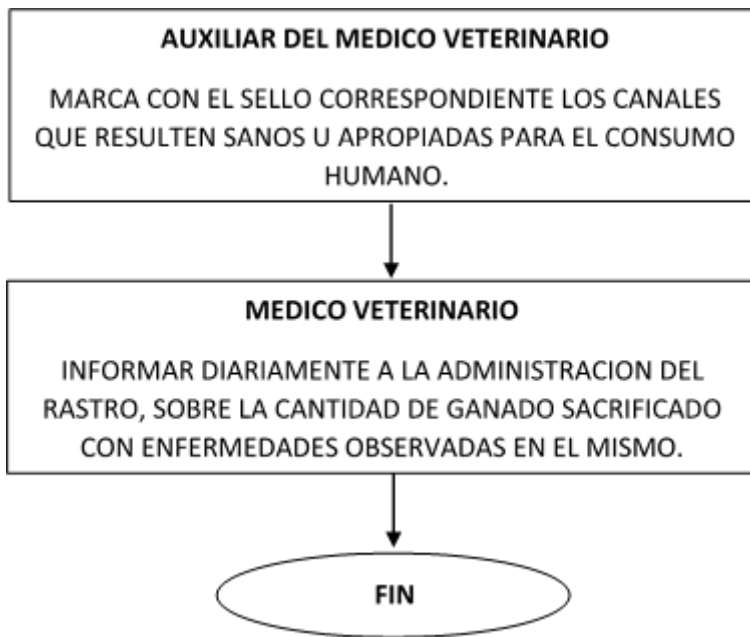 AUXILIAR DEL MEDICO VETERINARIO
MARCA CON EL SELLO CORRESPONDIENTE LOS CANALES
QUE RESULTEN SANOS U APROPIADAS PARA EL CONSUMO
HUMANO.
MEDICO VETERINARIO
INFORMAR DIARIAMENTE A LA ADMINISTRACION DEL
RASTRO, SOBRE LA CANTIDAD DE GANADO SACRIFICADO
CON ENFERMEDADES OBSERVADAS EN EL MISMO.
FIN